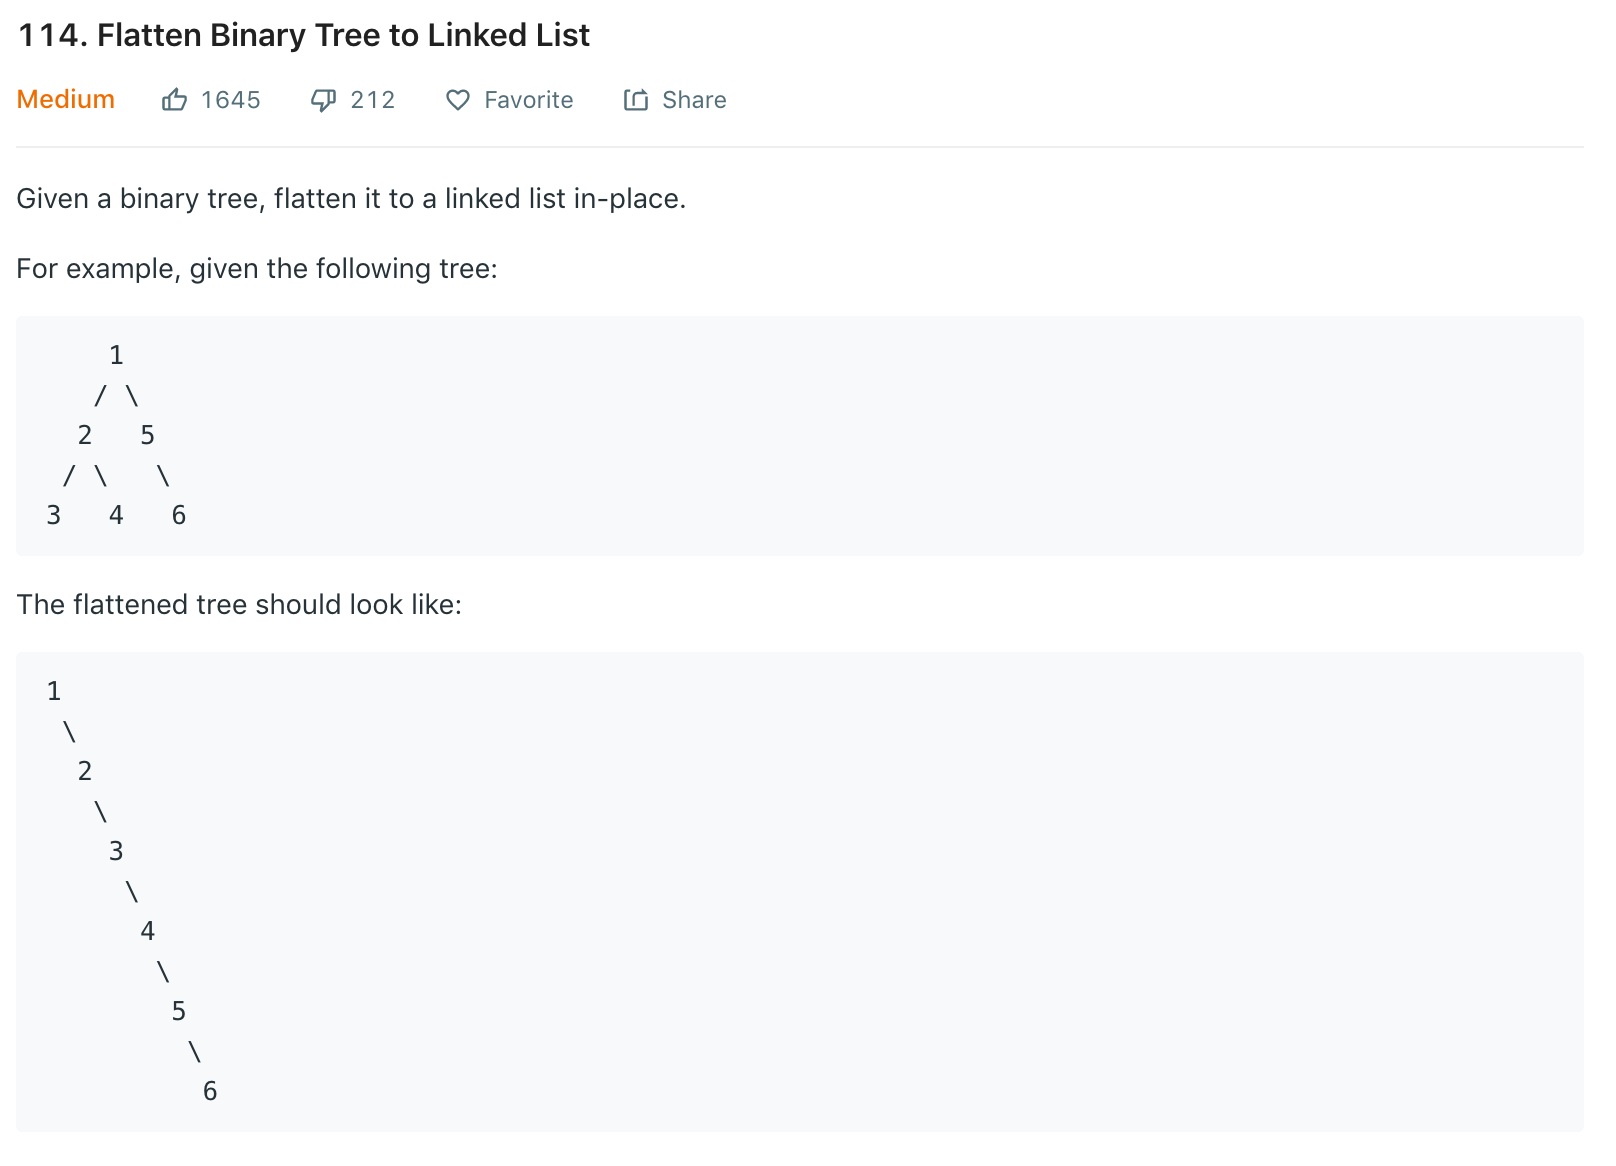 114. Flatten Binary Tree to Linked List
Medium 1645 212 Favorite Share
Given a binary tree, flatten it to a linked list in-place.
For example, given the following tree:
    1
   / \
  2   5
 / \   \
3   4   6
The flattened tree should look like:
1
 \
  2
   \
    3
     \
      4
       \
        5
         \
          6